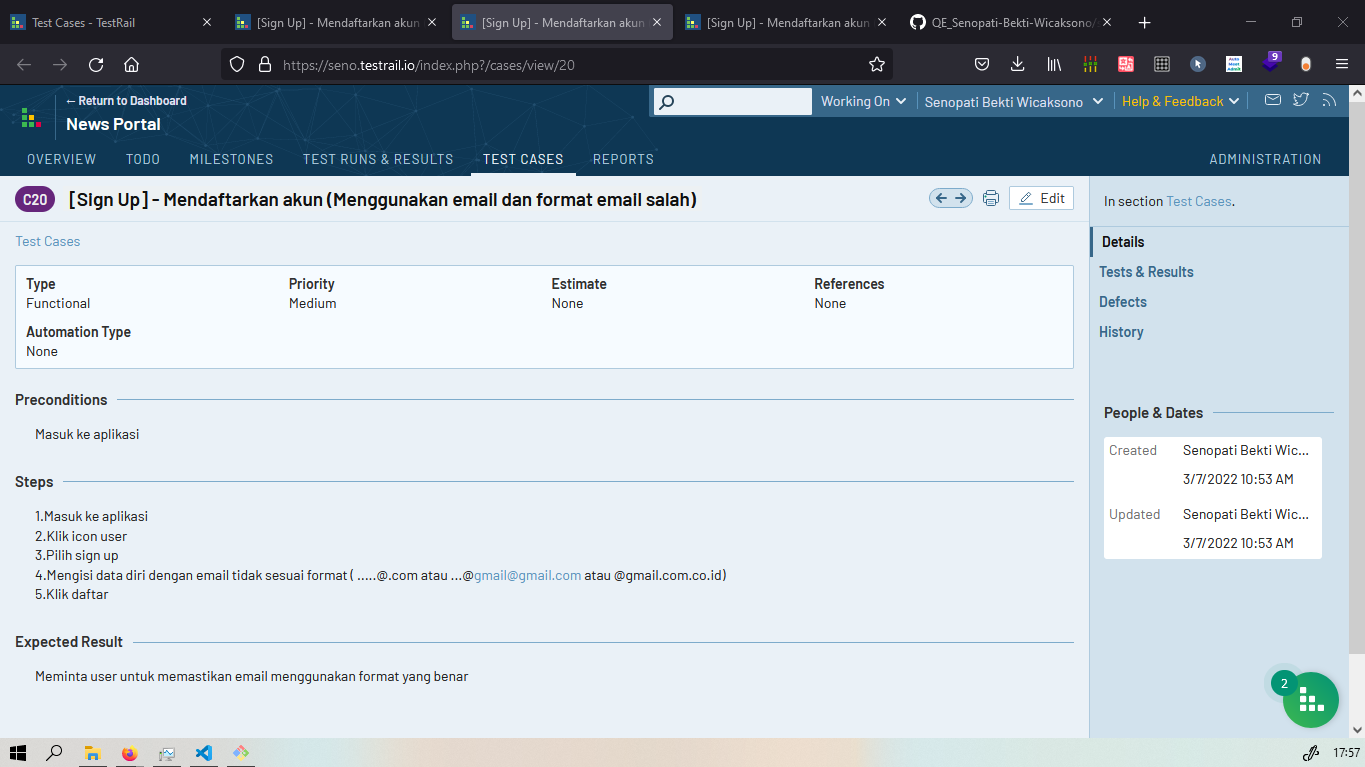 Test Cases - TestRail
[Sign Up] - Mendaftarkan akun
[Sign Up] - Mendaftarkan akun
[Sign Up] - Mendaftarkan akun
QE_Senopati-Bekti-Wicaksono/
https://seno.testrail.io/index.php?/cases/view/20
9
← Return to Dashboard
News Portal
Working On
Senopati Bekti Wicaksono
Help & Feedback
OVERVIEW
TODO
MILESTONES
TEST RUNS & RESULTS
TEST CASES
REPORTS
ADMINISTRATION
C20
[Sign Up] - Mendaftarkan akun (Menggunakan email dan format email salah)
Edit
In section Test Cases.
Test Cases
Details
Tests & Results
Defects
History
Type
Functional
Priority
Medium
Estimate
None
References
None
Automation Type
None
Preconditions
Masuk ke aplikasi
Steps
1.Masuk ke aplikasi
2.Klik icon user
3.Pilih sign up
4.Mengisi data diri dengan email tidak sesuai format ( .....@.com atau ...@gmail@gmail.com atau @gmail.com.co.id)
5.Klik daftar
Expected Result
Meminta user untuk memastikan email menggunakan format yang benar
People & Dates
Created
Senopati Bekti Wic...
3/7/2022 10:53 AM
Updated
Senopati Bekti Wic...
3/7/2022 10:53 AM
2
17:57